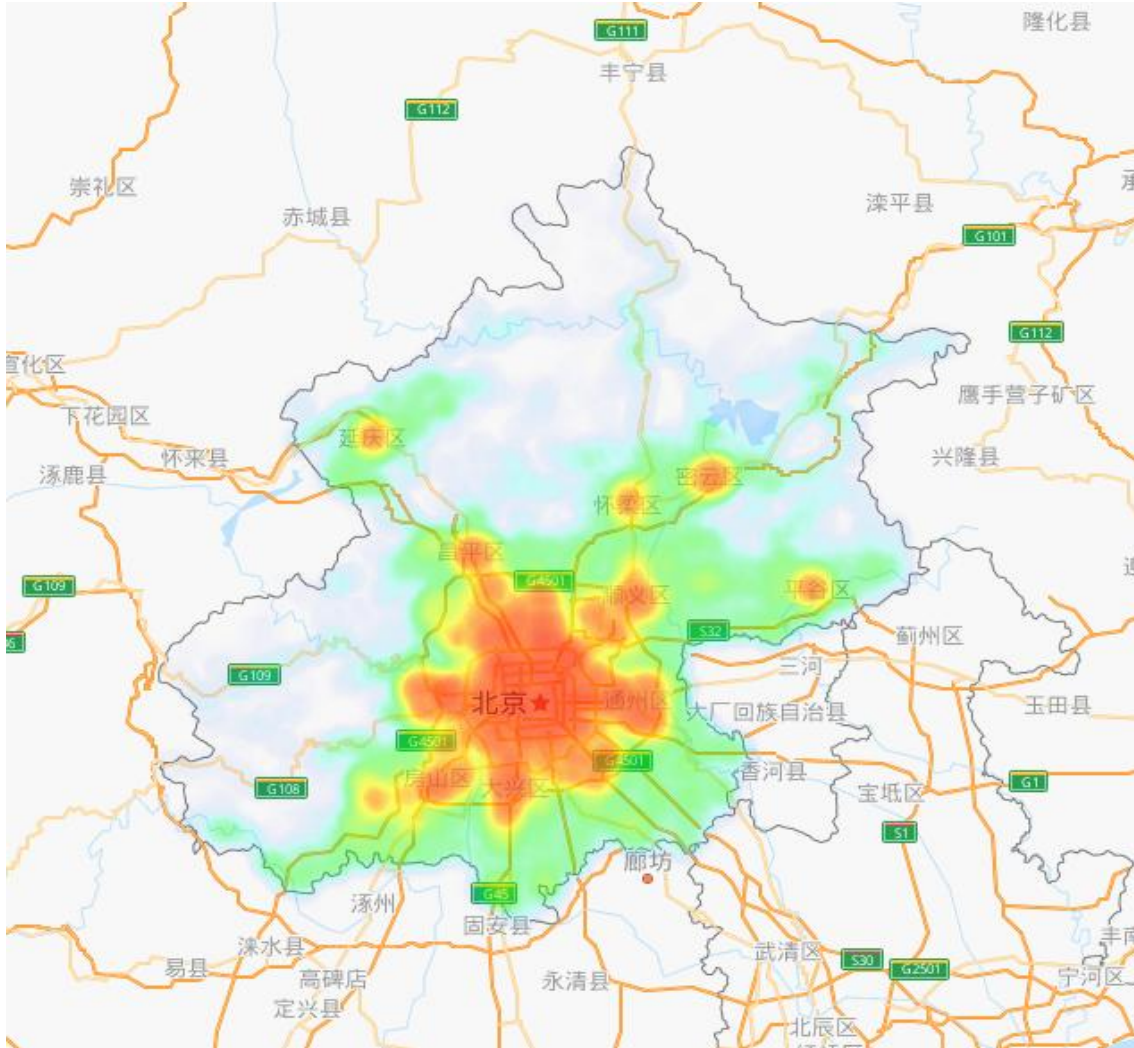 隆化县
G111
丰宁县
G112
崇礼区
赤城县
滦平县
G101
G112
宣化区
鹰手营子矿区
下花园区
延庆区
怀来县
兴隆县
涿鹿县
密云区
怀柔区
昌平区
G4501
G109
顺义区
平谷区
S32
蓟州区
三河
G109
北京
通州区
大厂回族自治县
玉田县
G4501
G4501
香河县
房山区
大兴区
G108
宝坻区
G1
S1
廊坊
G45
涿州
固安县
涞水县
武清区
易县
高碑店
永清县
S30
G2501
宁河区
定兴县
北辰区